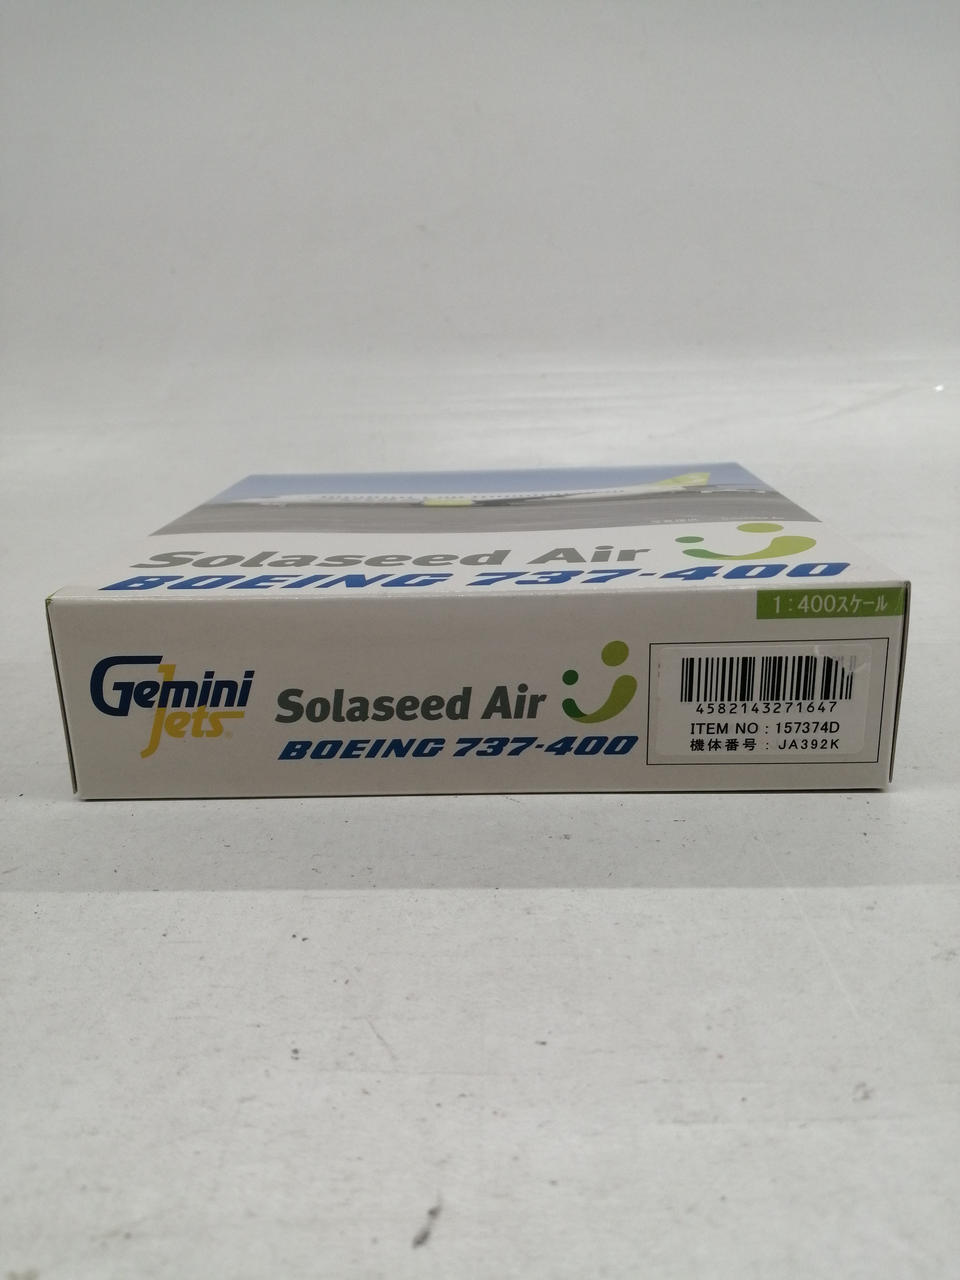 Solaseed Air
BOEING 737-400
1:400スケール
Gemini
Jets
Solaseed Air
BOEING 737-400
4582143271647
ITEM NO : 157374D
機体番号 : JA392K